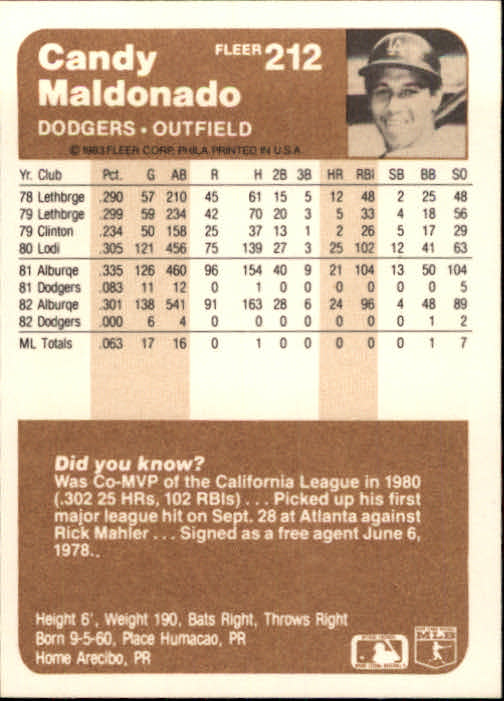 Candy
Maldonado
FLEER 212
DODGERS • OUTFIELD
© 1983 FLEER CORP. PHILA. PRINTED IN U.S.A.
Yr. Club Pct. G AB R H 2B 3B HR RBI SB BB SO
78 Lethbrge .290 57 210 45 61 15 5 12 48 2 25 48
79 Lethbrge .299 59 234 42 70 20 3 5 33 4 18 56
79 Clinton .234 50 158 25 37 13 1 2 26 5 17 29
80 Lodi .305 121 456 75 139 27 3 25 102 12 41 63
81 Alburqe .335 126 460 96 154 40 9 21 104 13 50 104
81 Dodgers .083 11 12 0 1 0 0 0 0 0 0 5
82 Alburqe .301 138 541 91 163 28 6 24 96 4 48 89
82 Dodgers .000 6 4 0 0 0 0 0 0 0 1 2
ML Totals .063 17 16 0 1 0 0 0 0 0 1 7
Did you know?
Was Co-MVP of the California League in 1980
(.302 25 HRs, 102 RBIs) . . . Picked up his first
major league hit on Sept. 28 at Atlanta against
Rick Mahler . . . Signed as a free agent June 6,
1978..
Height 6', Weight 190, Bats Right, Throws Right
Born 9-5-60, Place Humacao, PR
Home Arecibo, PR